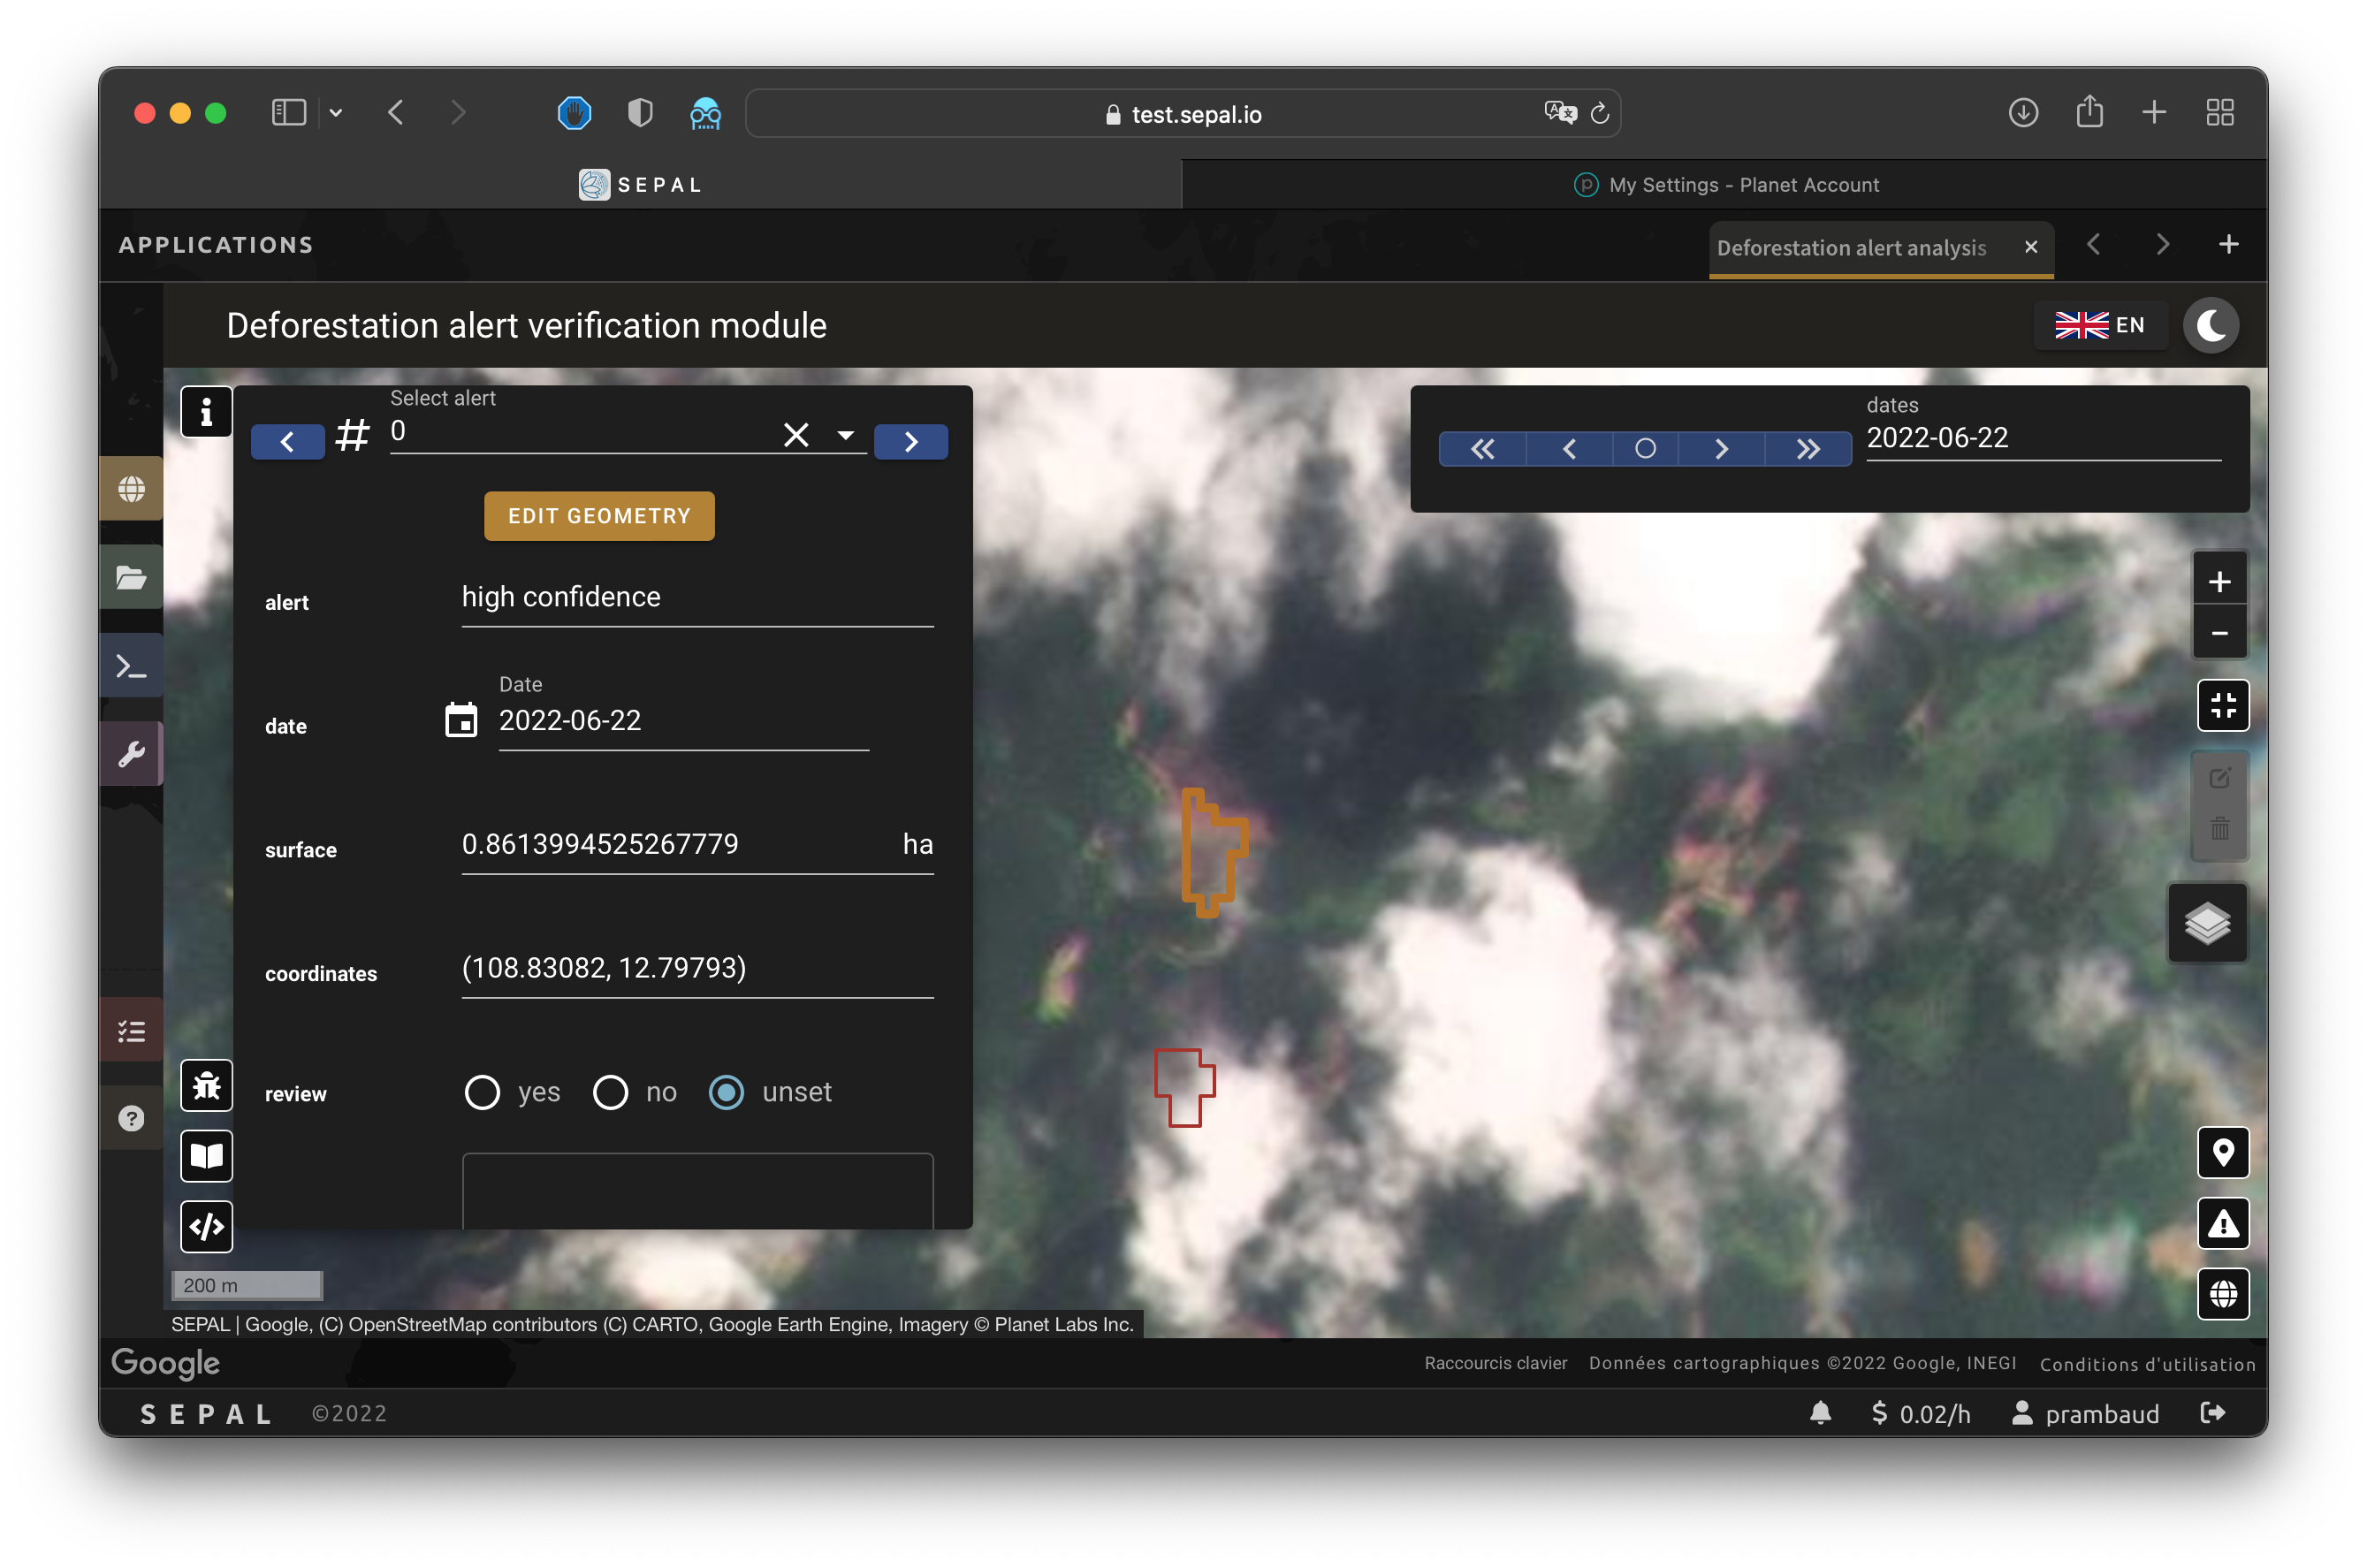 test.sepal.io
SEPAL
My Settings - Planet Account
APPLICATIONS
Deforestation alert analysis
Deforestation alert verification module
EN
Select alert
# 0
EDIT GEOMETRY
alert high confidence
Date
date 2022-06-22
surface 0.8613994525267779 ha
coordinates (108.83082, 12.79793)
review yes no unset
dates
2022-06-22
200 m
SEPAL | Google, (C) OpenStreetMap contributors (C) CARTO, Google Earth Engine, Imagery © Planet Labs Inc.
Google
Raccourcis clavier Données cartographiques ©2022 Google, INEGI Conditions d'utilisation
SEPAL ©2022
$ 0.02/h prambaud